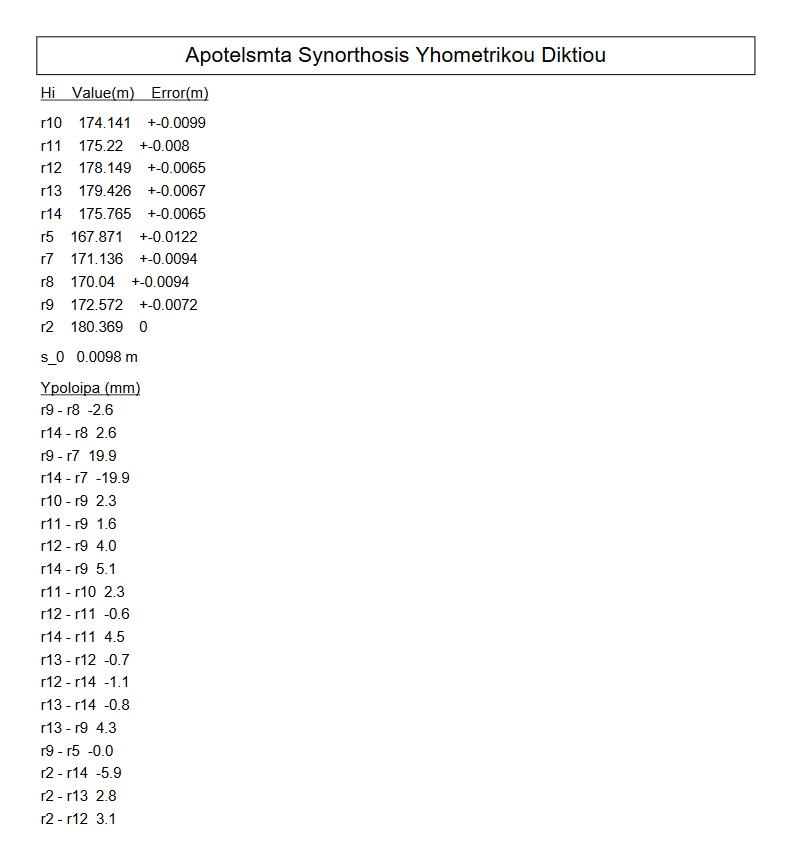 Apotelsmta Synorthosis Yhometrikou Diktiou
Hi Value(m) Error(m)
r10 174.141 +-0.0099
r11 175.22 +-0.008
r12 178.149 +-0.0065
r13 179.426 +-0.0067
r14 175.765 +-0.0065
r5 167.871 +-0.0122
r7 171.136 +-0.0094
r8 170.04 +-0.0094
r9 172.572 +-0.0072
r2 180.369 0
s_0 0.0098 m
Ypoloipa (mm)
r9 - r8 -2.6
r14 - r8 2.6
r9 - r7 19.9
r14 - r7 -19.9
r10 - r9 2.3
r11 - r9 1.6
r12 - r9 4.0
r14 - r9 5.1
r11 - r10 2.3
r12 - r11 -0.6
r14 - r11 4.5
r13 - r12 -0.7
r12 - r14 -1.1
r13 - r14 -0.8
r13 - r9 4.3
r9 - r5 -0.0
r2 - r14 -5.9
r2 - r13 2.8
r2 - r12 3.1